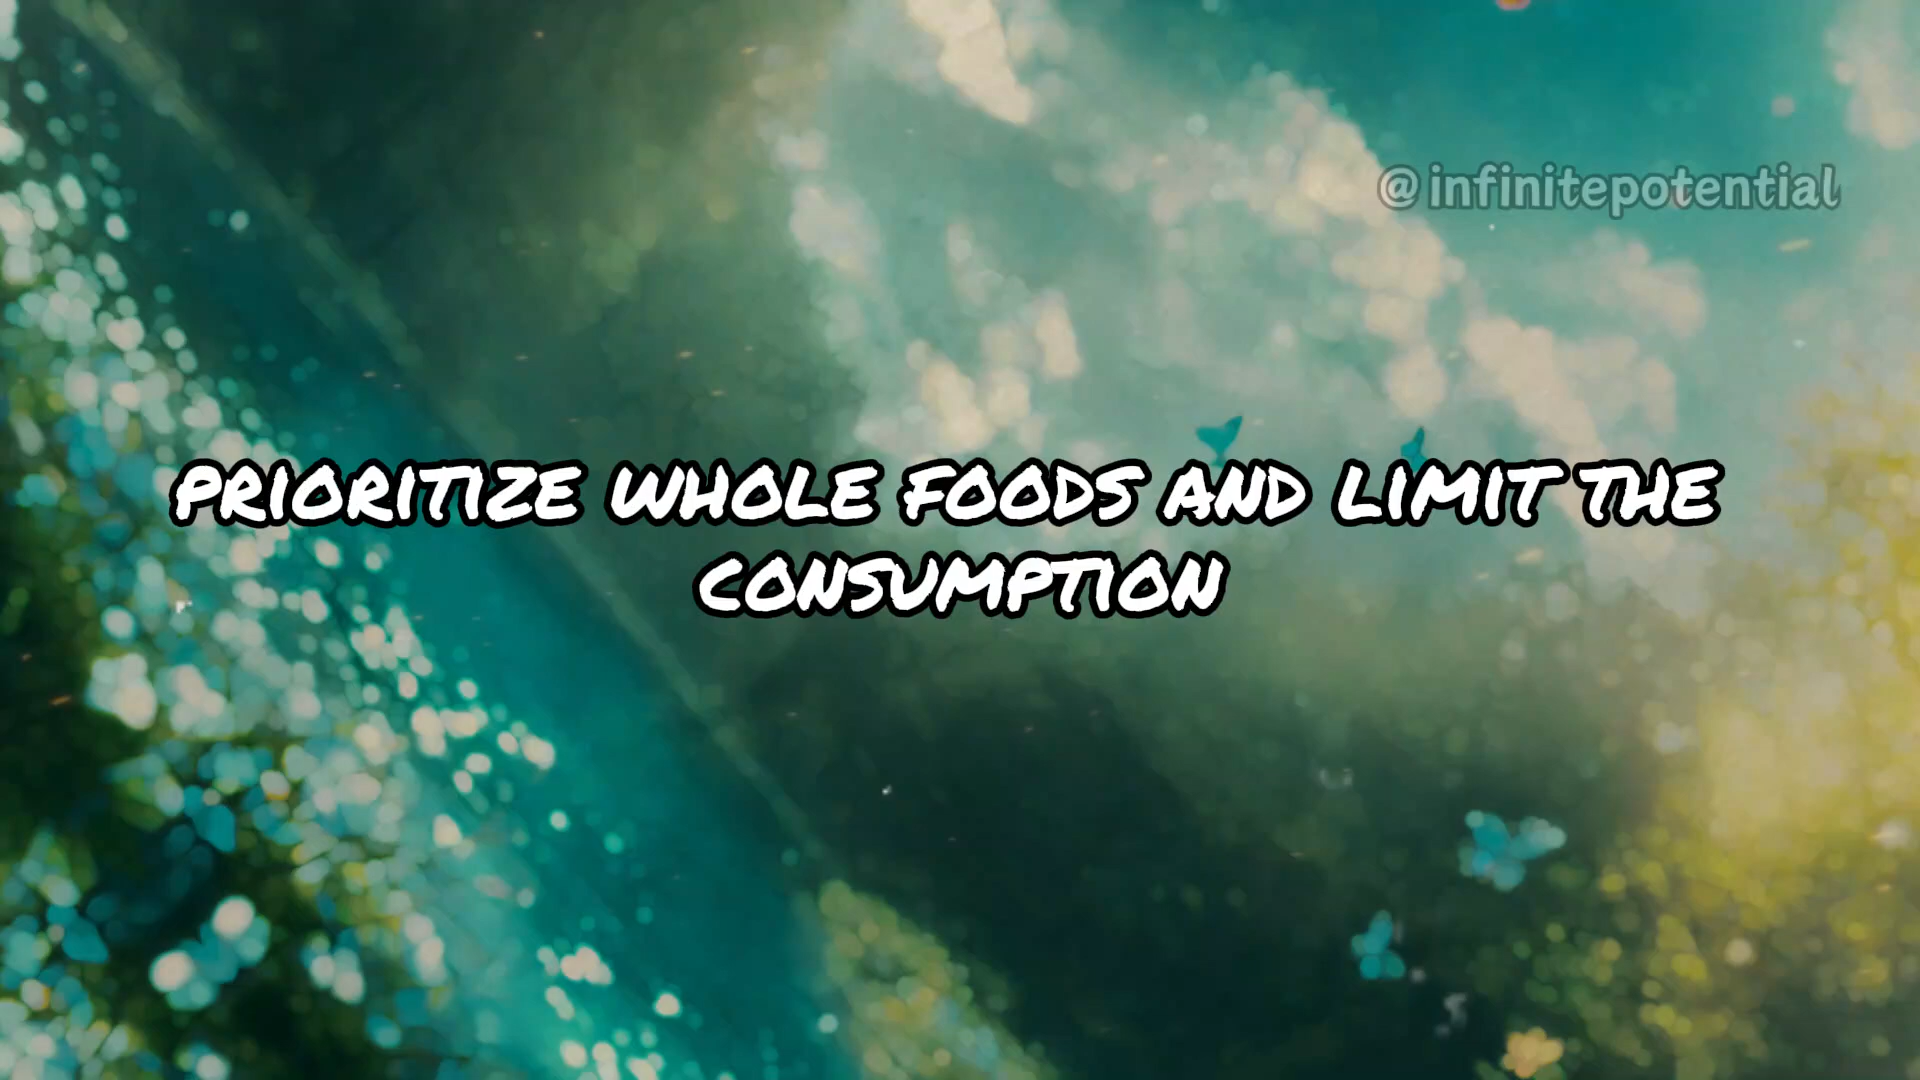 @infinitepotential
PRIORITIZE WHOLE FOODS AND LIMIT THE
CONSUMPTION